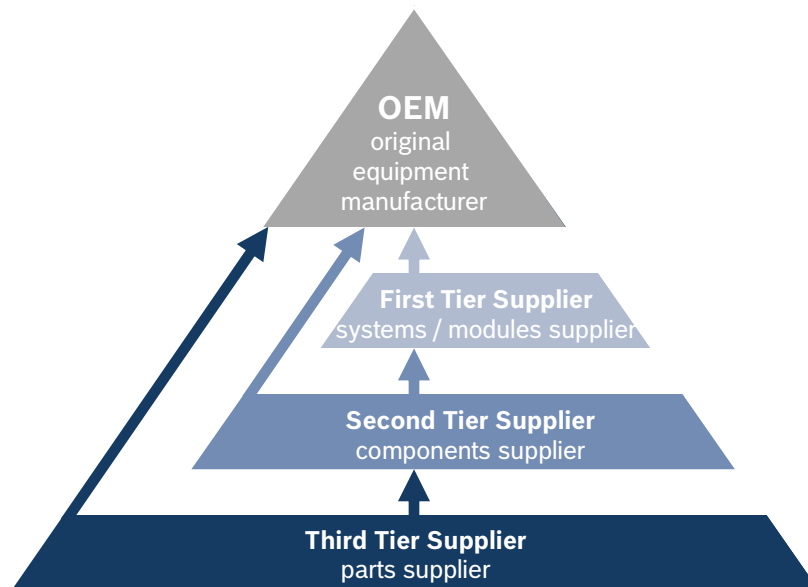 OEM
original
equipment
manufacturer
First Tier Supplier
systems / modules supplier
Second Tier Supplier
components supplier
Third Tier Supplier
parts supplier